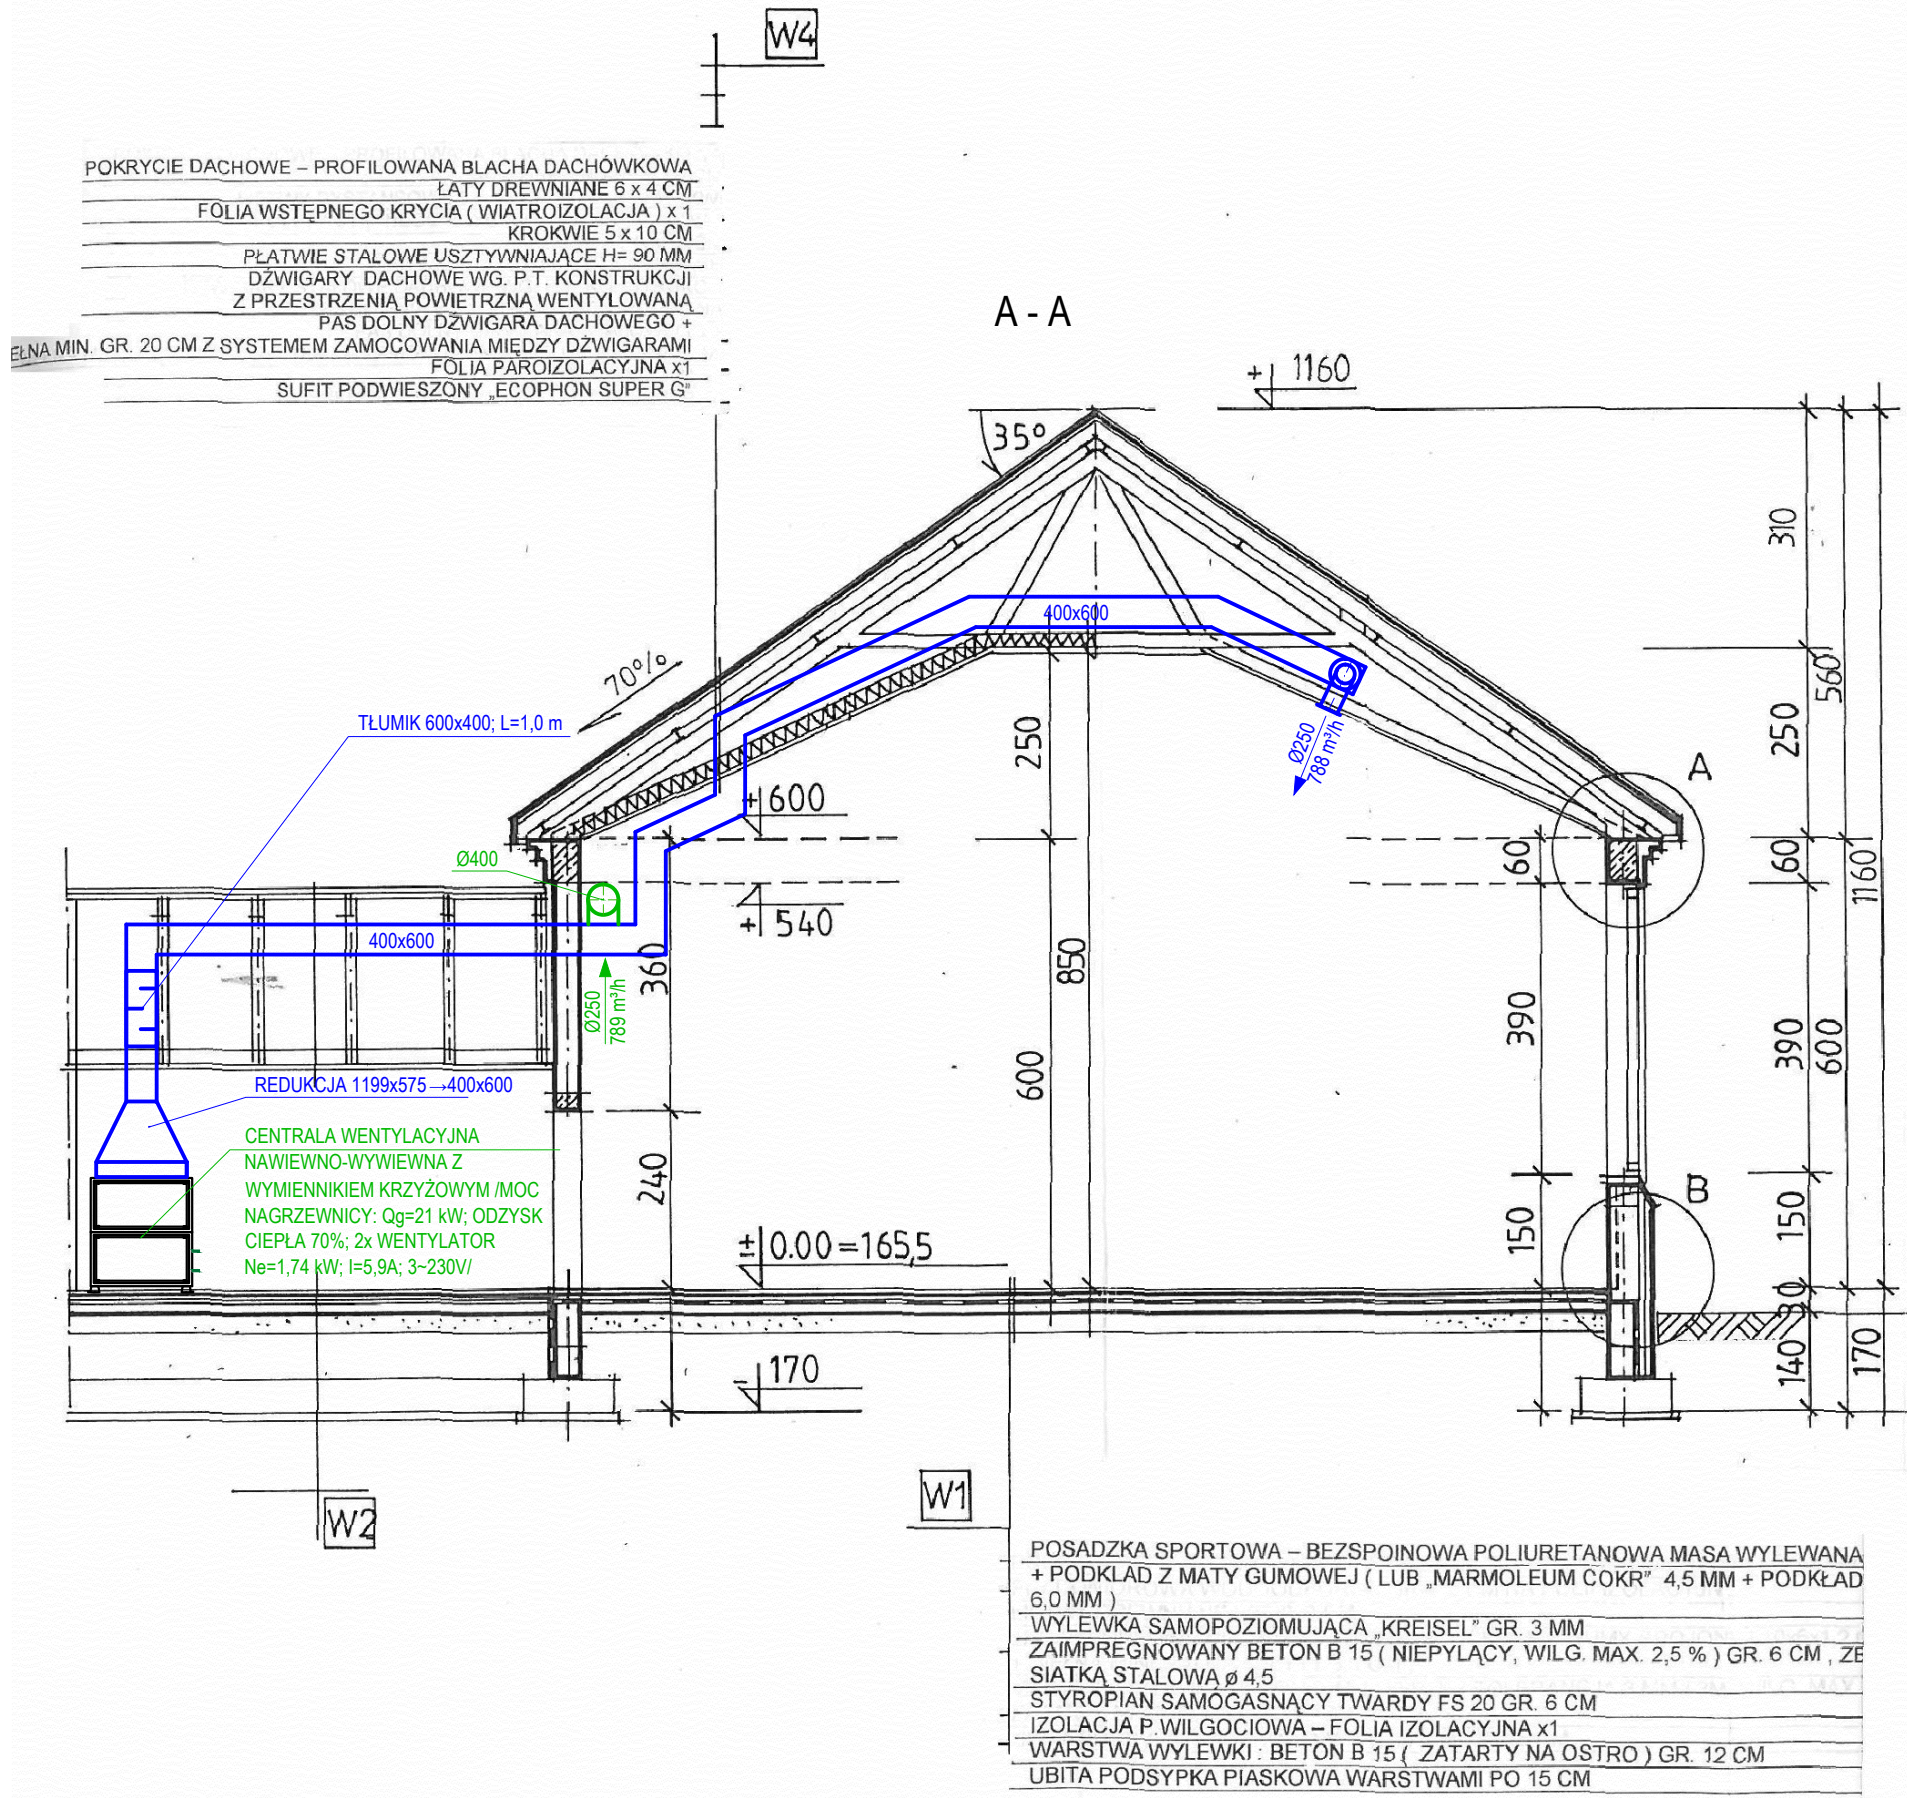 W4
POKRYCIE DACHOWE – PROFILOWANA BLACHA DACHÓWKOWA
ŁATY DREWNIANE 6 x 4 CM
FOLIA WSTĘPNEGO KRYCIA ( WIATROIZOLACJA ) x 1
KROKWIE 5 x 10 CM
PŁATWIE STALOWE USZTYWNIAJĄCE H= 90 MM
DŹWIGARY DACHOWE WG. P.T. KONSTRUKCJI
Z PRZESTRZENIĄ POWIETRZNĄ WENTYLOWANĄ
PAS DOLNY DŹWIGARA DACHOWEGO +
EŁNA MIN. GR. 20 CM Z SYSTEMEM ZAMOCOWANIA MIĘDZY DŹWIGARAMI
FOLIA PAROIZOLACYJNA x1
SUFIT PODWIESZONY „ECOPHON SUPER G"
A - A
+ 1160
35°
310
400x600
70%
560
TŁUMIK 600x400; L=1,0 m
250
250
Ø250
788 m³/h
A
+ 600
60
60
1160
Ø400
+ 540
400x600
360
850
Ø250
789 m³/h
390
390
600
600
REDUKCJA 1199x575→400x600
CENTRALA WENTYLACYJNA
NAWIEWNO-WYWIEWNA Z
WYMIENNIKIEM KRZYŻOWYM /MOC
NAGRZEWNICY: Qg=21 kW; ODZYSK
CIEPŁA 70%; 2x WENTYLATOR
Ne=1,74 kW; I=5,9A; 3~230V/
240
B
150
150
± 0.00 =165,5
30
- 170
140
170
W1
W2
POSADZKA SPORTOWA – BEZSPOINOWA POLIURETANOWA MASA WYLEWANA
+ PODKLAD Z MATY GUMOWEJ ( LUB „MARMOLEUM COKR" 4,5 MM + PODKŁAD
6,0 MM )
WYLEWKA SAMOPOZIOMUJĄCA „KREISEL" GR. 3 MM
ZAIMPREGNOWANY BETON B 15 ( NIEPYLĄCY, WILG. MAX. 2,5 % ) GR. 6 CM , ZE
SIATKĄ STALOWĄ ø 4,5
STYROPIAN SAMOGASNĄCY TWARDY FS 20 GR. 6 CM
IZOLACJA P.WILGOCIOWA – FOLIA IZOLACYJNA x1
WARSTWA WYLEWKI : BETON B 15 ( ZATARTY NA OSTRO ) GR. 12 CM
UBITA PODSYPKA PIASKOWA WARSTWAMI PO 15 CM